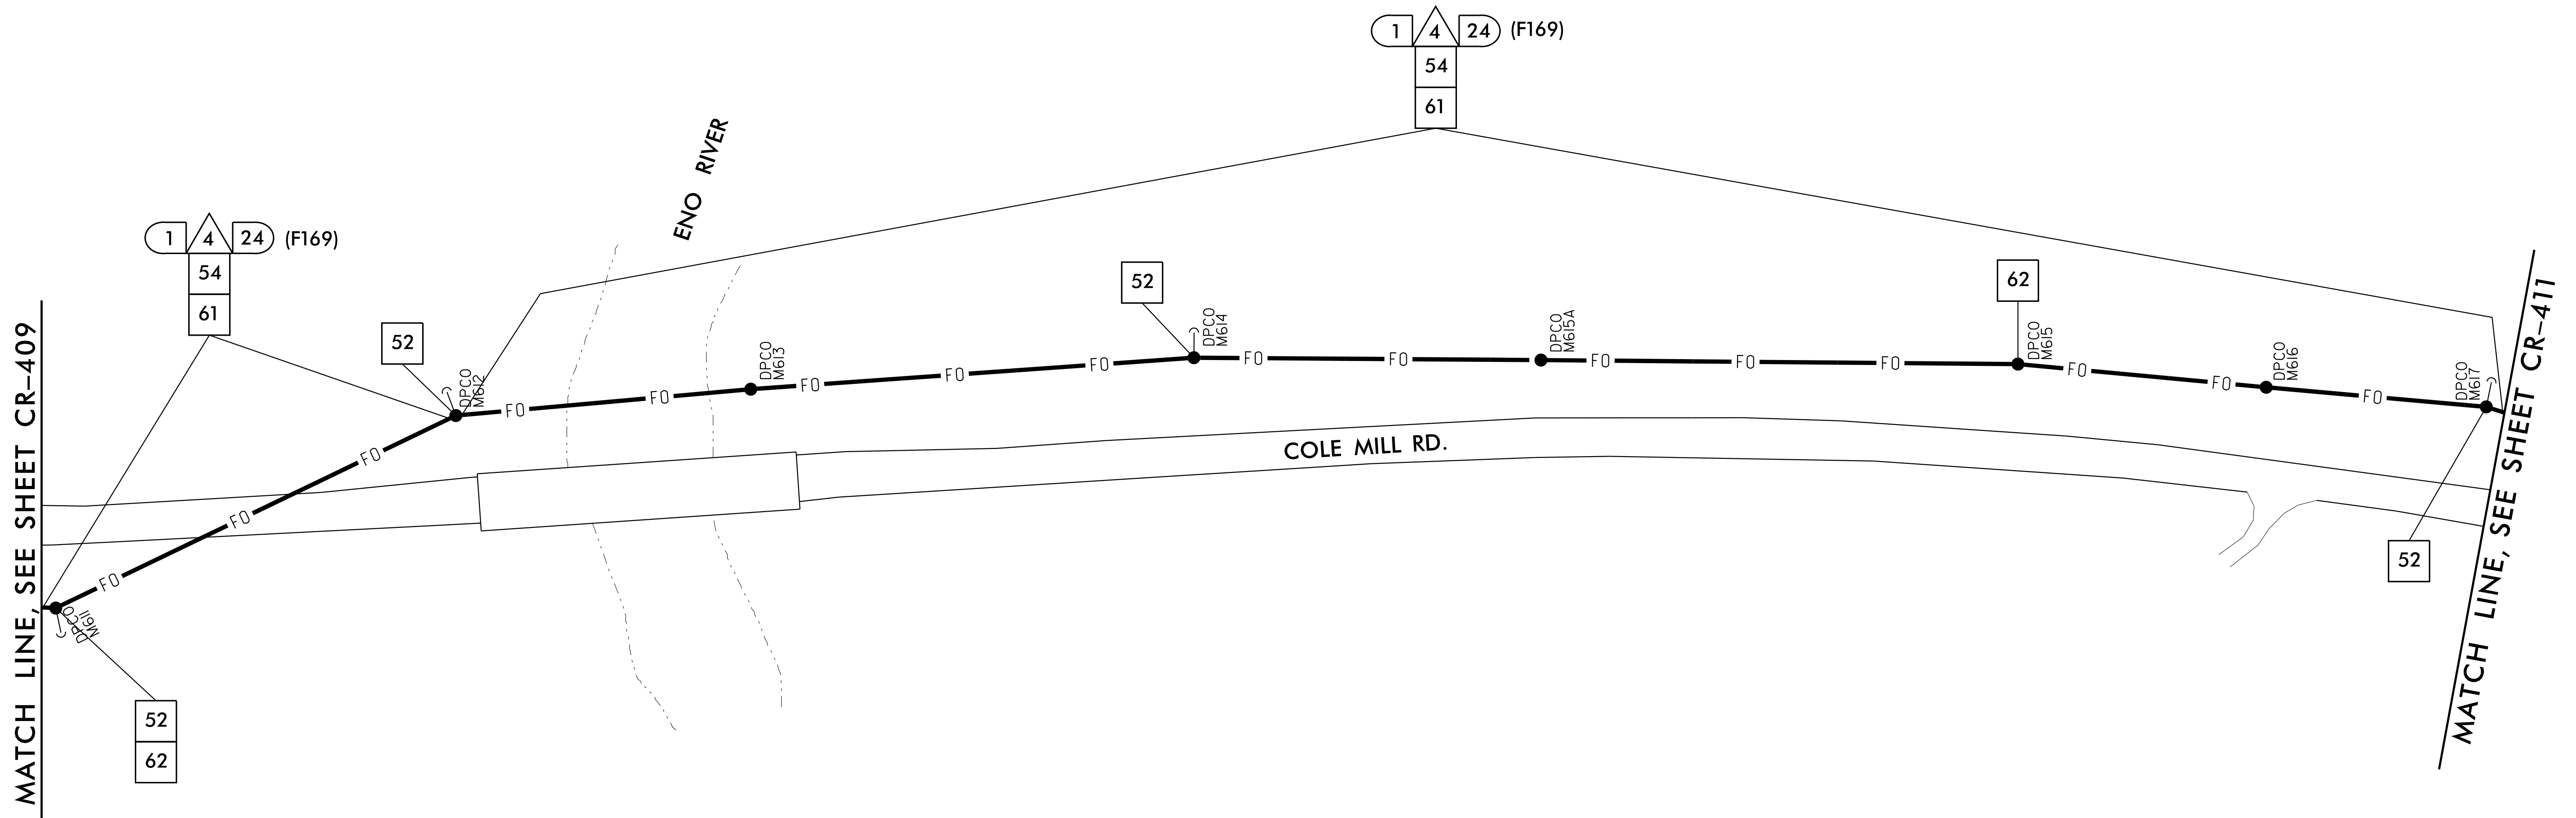 1 4 24 (F169)
54
61
ENO RIVER
1 4 24 (F169)
54
61
52
DPCO
M612
DPCO
M613
52
DPCO
M614
DPCO
M615A
62
DPCO
M615
DPCO
M616
DPCO
M617
52
FO FO FO FO FO FO FO FO FO FO FO FO FO FO FO FO
COLE MILL RD.
DPCO
M611
52
62
MATCH LINE, SEE SHEET CR-409
MATCH LINE, SEE SHEET CR-411